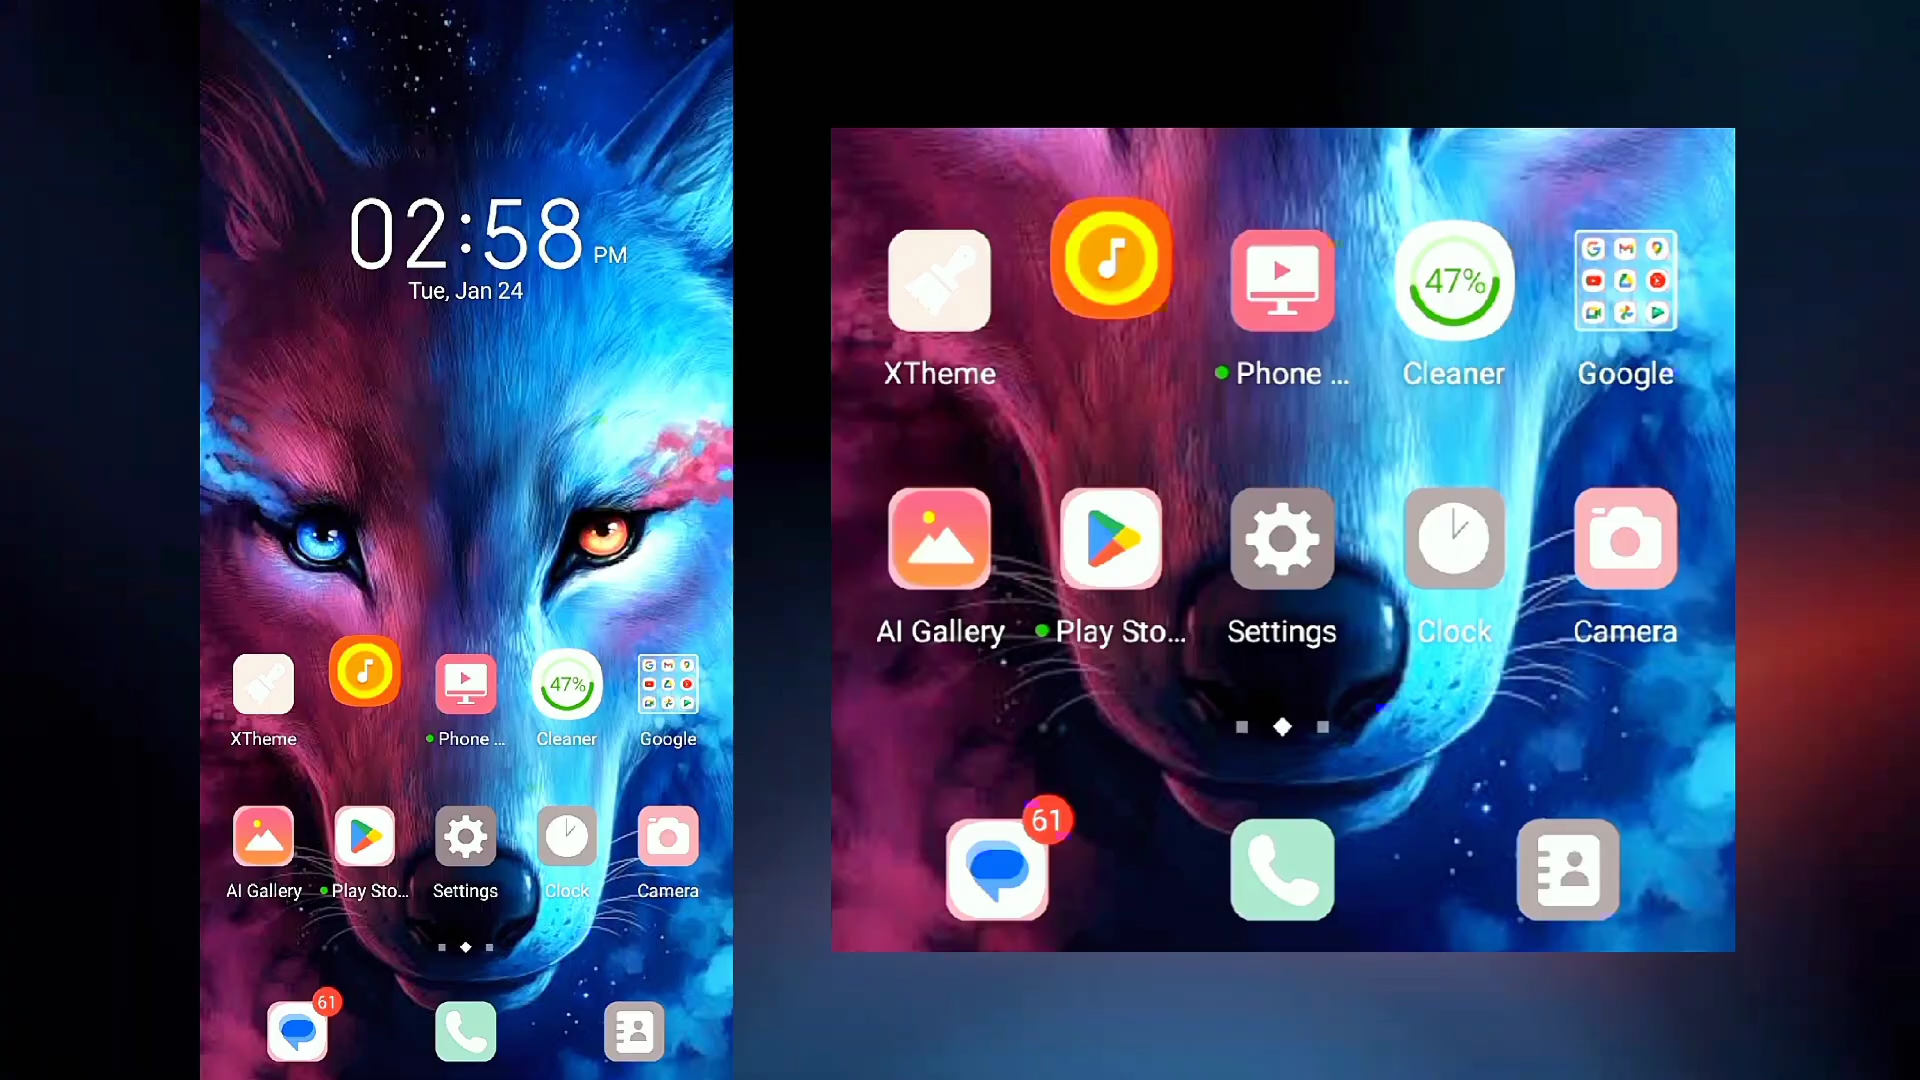 02:58 PM
Tue, Jan 24
47%
XTheme
Phone ...
Cleaner
Google
AI Gallery
Play Sto...
Settings
Clock
Camera
61
47%
XTheme
Phone ...
Cleaner
Google
AI Gallery
Play Sto...
Settings
Clock
Camera
61